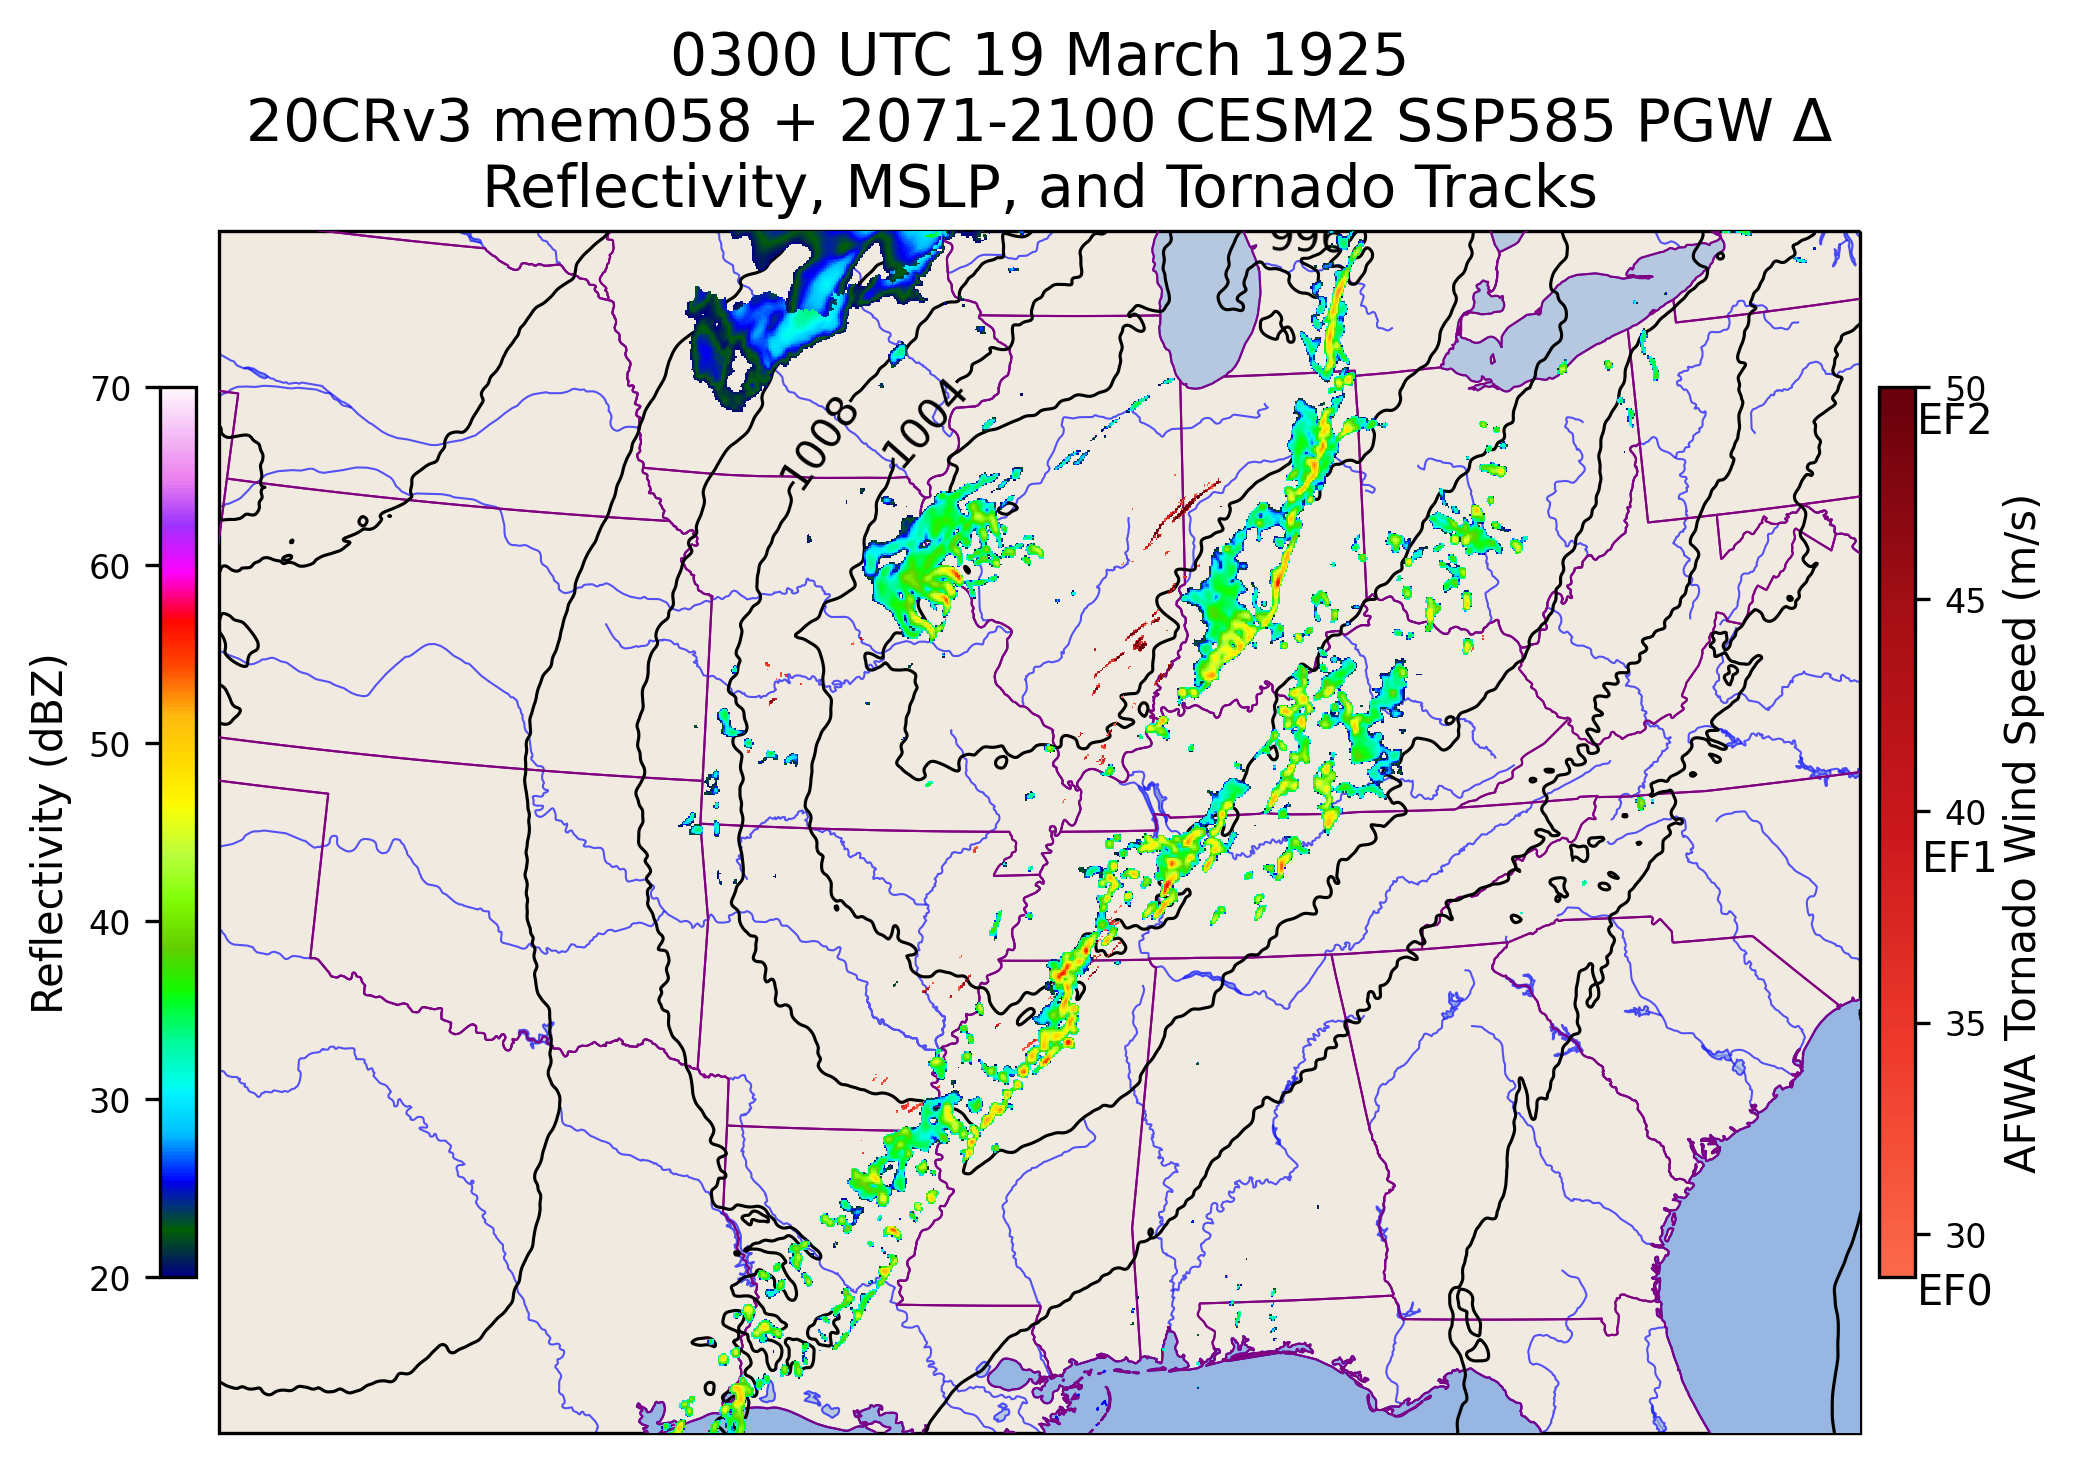 0300 UTC 19 March 1925
20CRv3 mem058 + 2071-2100 CESM2 SSP585 PGW Δ
Reflectivity, MSLP, and Tornado Tracks
996
1008
1004
70
60
50
40
30
20
Reflectivity (dBZ)
50
EF2
45
40
EF1
35
30
EF0
AFWA Tornado Wind Speed (m/s)